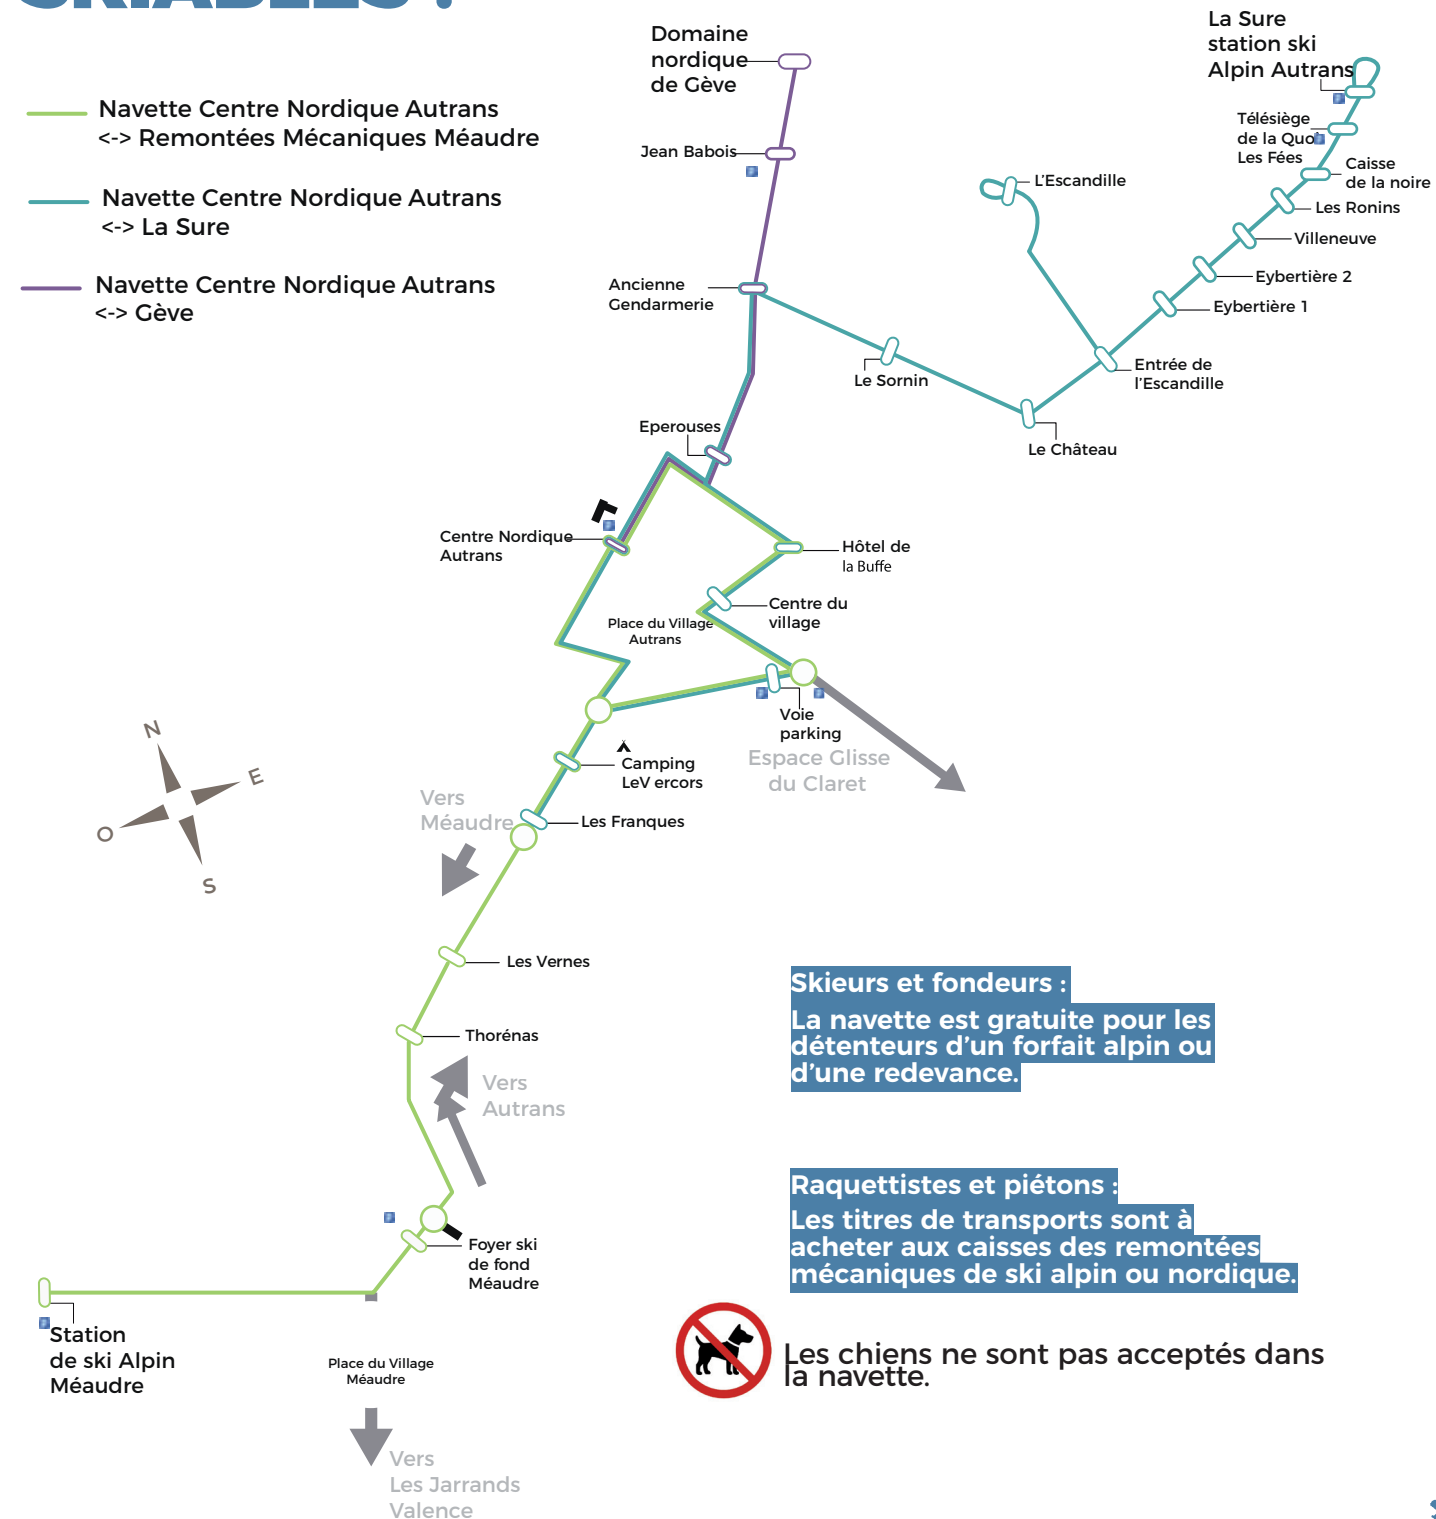 Navette Centre Nordique Autrans
<-> Remontées Mécaniques Méaudre
Navette Centre Nordique Autrans
<-> La Sure
Navette Centre Nordique Autrans
<-> Gève
Domaine
nordique
de Gève
Jean Babois
Ancienne
Gendarmerie
La Sure
station ski
Alpin Autrans
Télésiège
de la Quo
Les Fées
Caisse
de la noire
Les Ronins
Villeneuve
Eybertière 2
Eybertière 1
L'Escandille
Entrée de
l'Escandille
Le Sornin
Le Château
Eperouses
Centre Nordique
Autrans
Hôtel de
la Buffe
Centre du
village
Place du Village
Autrans
Voie
parking
Espace Glisse
du Claret
Camping
LeV ercors
Vers
Méaudre
Les Franques
N
E
O
S
Les Vernes
Thorénas
Vers
Autrans
Foyer ski
de fond
Méaudre
Station
de ski Alpin
Méaudre
Place du Village
Méaudre
Vers
Les Jarrands
Valence
Skieurs et fondeurs :
La navette est gratuite pour les
détenteurs d'un forfait alpin ou
d'une redevance.
Raquettistes et piétons :
Les titres de transports sont à
acheter aux caisses des remontées
mécaniques de ski alpin ou nordique.
Les chiens ne sont pas acceptés dans
la navette.